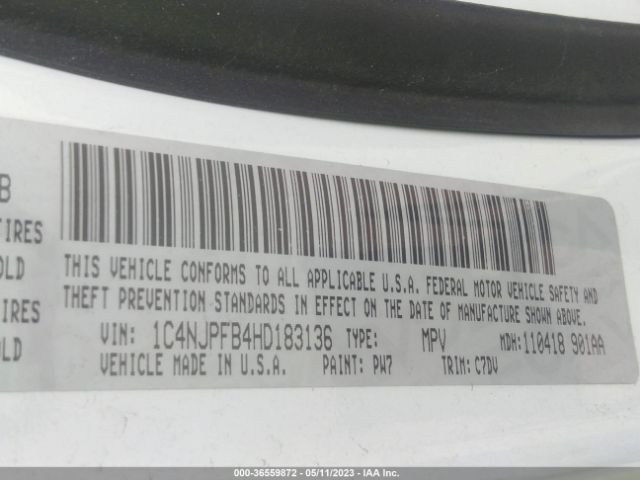 B
TIRES
OLD
TIRES
OLD
THIS VEHICLE CONFORMS TO ALL APPLICABLE U.S.A. FEDERAL MOTOR VEHICLE SAFETY AND
THEFT PREVENTION STANDARDS IN EFFECT ON THE DATE OF MANUFACTURE SHOWN ABOVE.
VIN: 1C4NJPFB4HD183136 TYPE: MPV MDH:110418 901AA
VEHICLE MADE IN U.S.A. PAINT: PW7 TRIM: C7DV
000-36559872 - 05/11/2023 - IAA Inc.